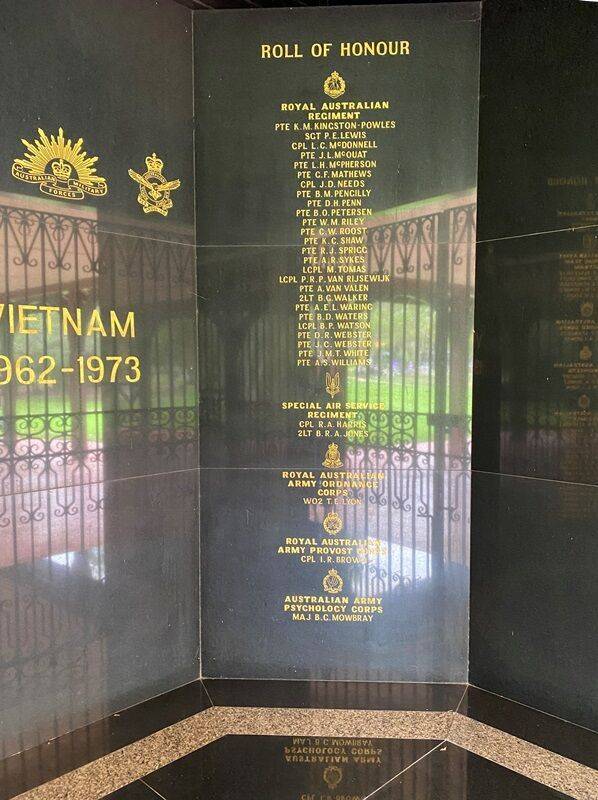 AUSTRALIAN MILITARY
FORCES
VIETNAM
1962-1973
ROLL OF HONOUR
ROYAL AUSTRALIAN
REGIMENT
PTE K.M. KINGSTON-POWLES
SGT P.E. LEWIS
CPL L.C. McDONNELL
PTE J.L. McQUAT
PTE L.H. McPHERSON
PTE G.F. MATHEWS
CPL J.D. NEEDS
PTE B.M. PENGILLY
PTE D.H. PENN
PTE B.O. PETERSEN
PTE W.M. RILEY
PTE C.W. ROOST
PTE K.C. SHAW
PTE R.J. SPRIGG
PTE A.R. SYKES
LCPL M. TOMAS
LCPL P.R.P. VAN RIJSEWIJK
PTE A. VAN VALEN
2LT B.G. WALKER
PTE A.E.L. WARING
PTE B.D. WATERS
LCPL B.P. WATSON
PTE D.R. WEBSTER
PTE J.C. WEBSTER
PTE J.M.T. WHITE
PTE A.S. WILLIAMS
SPECIAL AIR SERVICE
REGIMENT
CPL R.A. HARRIS
2LT B.R.A. JONES
ROYAL AUSTRALIAN
ARMY ORDNANCE
CORPS
WO2 T.E. LYON
ROYAL AUSTRALIAN
ARMY PROVOST CORPS
CPL I.R. BROWN
AUSTRALIAN ARMY
PSYCHOLOGY CORPS
MAJ B.C. MOWBRAY